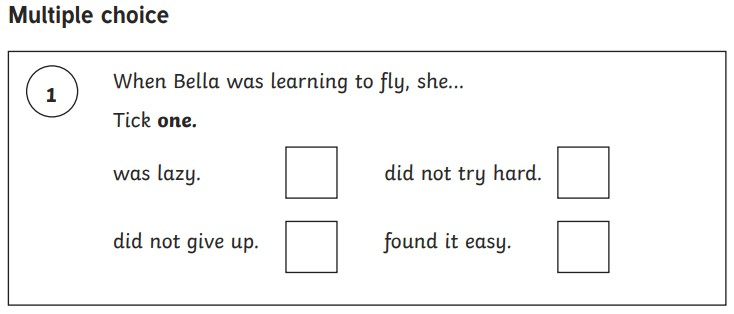 Multiple choice
1 When Bella was learning to fly, she...
Tick one.
was lazy. did not try hard.
did not give up. found it easy.